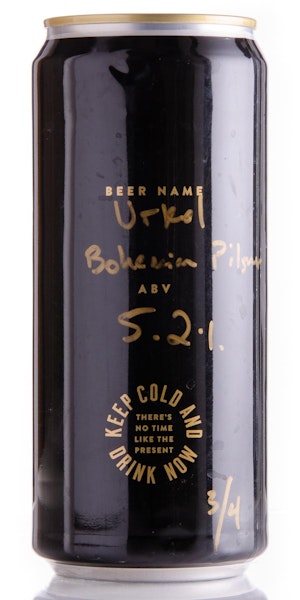 BEER NAME
Urkel
Bohemian Pilsner
ABV
5.2%
KEEP COLD AND
THERE'S
NO TIME
LIKE THE
PRESENT
DRINK NOW
3/4